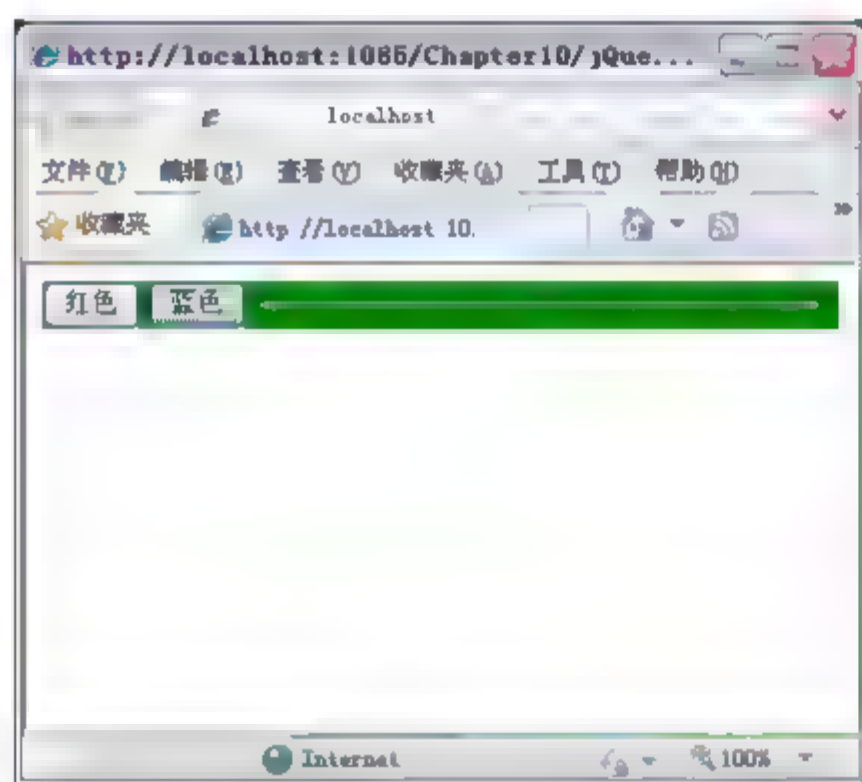 http://localhost:1085/Chapter10/jQue...
localhost
文件(F) 编辑(E) 查看(V) 收藏夹(A) 工具(T) 帮助(H)
收藏夹 http //localhost 10.
红色 蓝色
Internet 100%